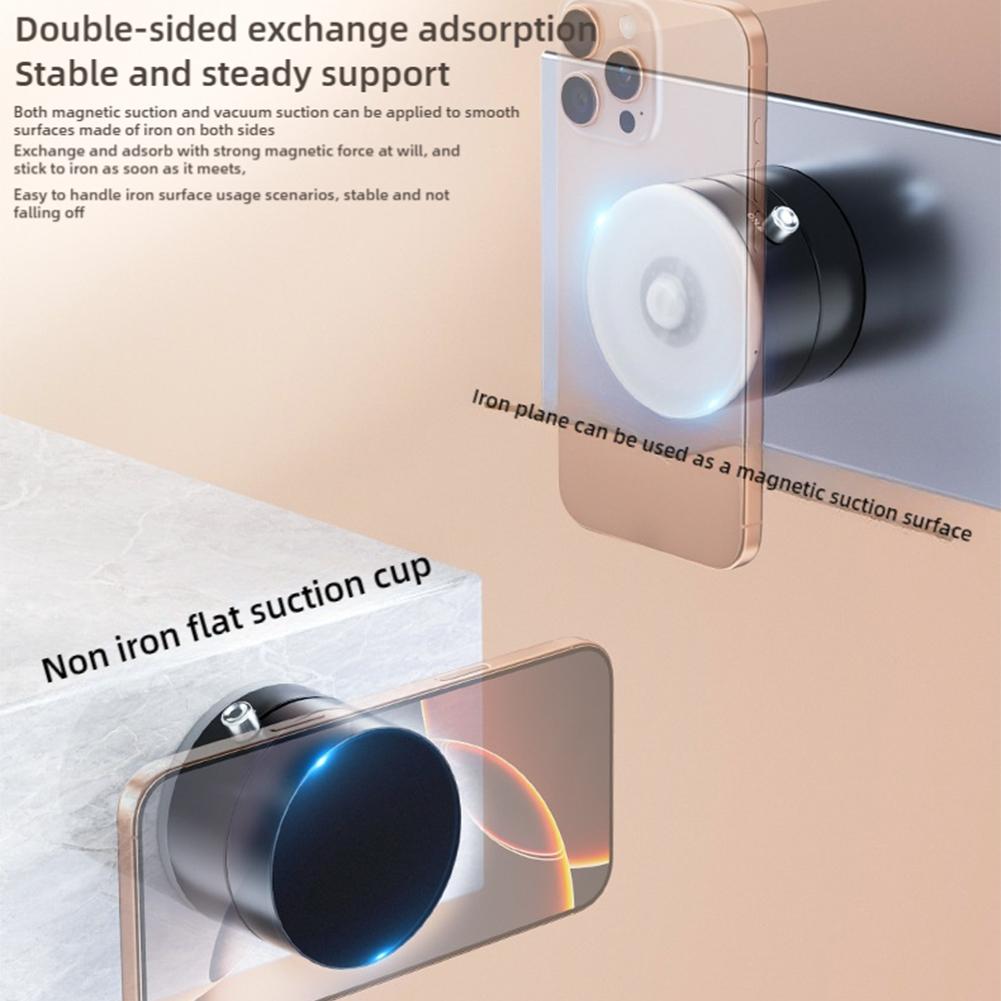 Double-sided exchange adsorption
Stable and steady support
Both magnetic suction and vacuum suction can be applied to smooth
surfaces made of iron on both sides
Exchange and adsorb with strong magnetic force at will, and
stick to iron as soon as it meets,
Easy to handle iron surface usage scenarios, stable and not
falling off
Iron plane can be used as a magnetic suction surface
Non iron flat suction cup